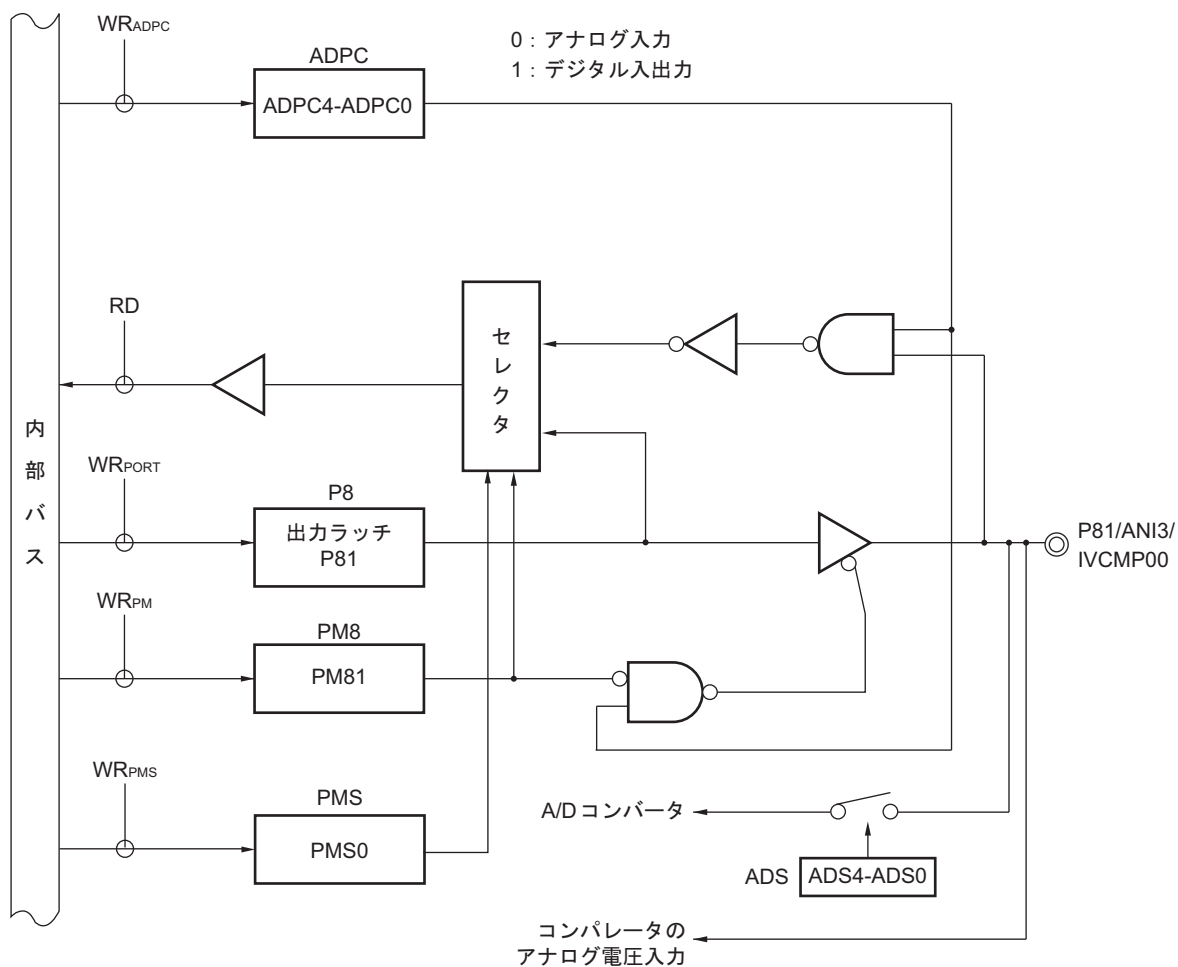 WRADPC
0：アナログ入力
1：デジタル入出力
ADPC
ADPC4-ADPC0
RD
セレクタ
内部バス
WRPORT
P8
出力ラッチ
P81
P81/ANI3/
IVCMP00
WRPM
PM8
PM81
WRPMS
PMS
PMS0
A/Dコンバータ
ADS
ADS4-ADS0
コンパレータの
アナログ電圧入力